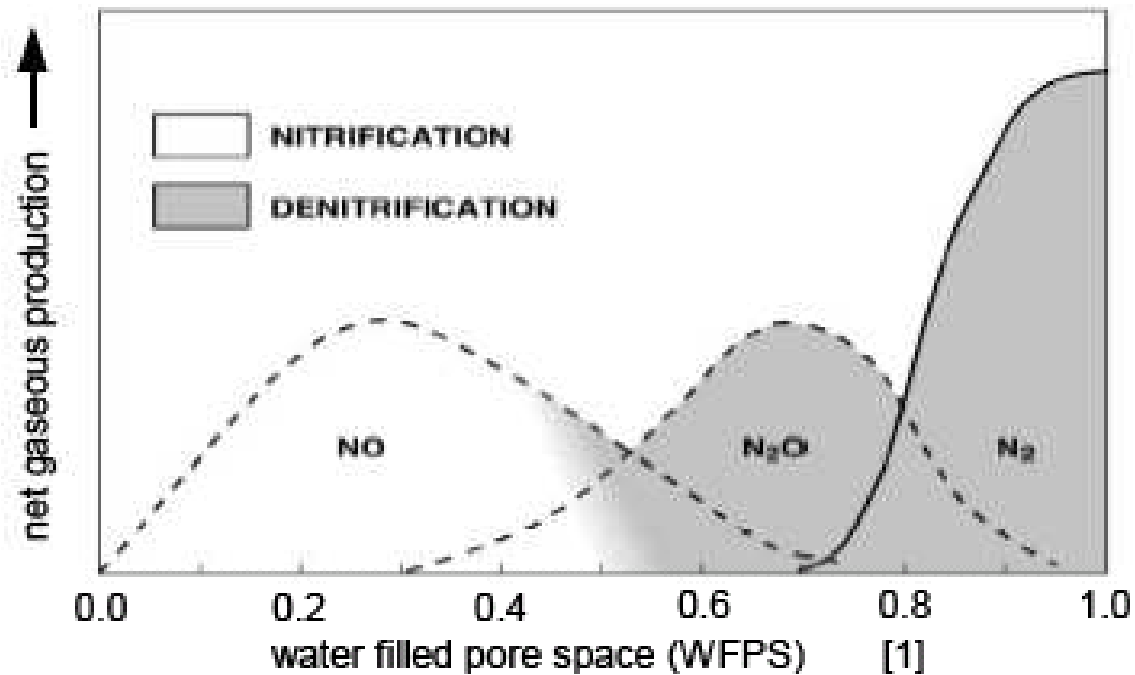 net gaseous production
NITRIFICATION
DENITRIFICATION
NO
N₂O
N₂
0.0 0.2 0.4 0.6 0.8 1.0
water filled pore space (WFPS) [1]